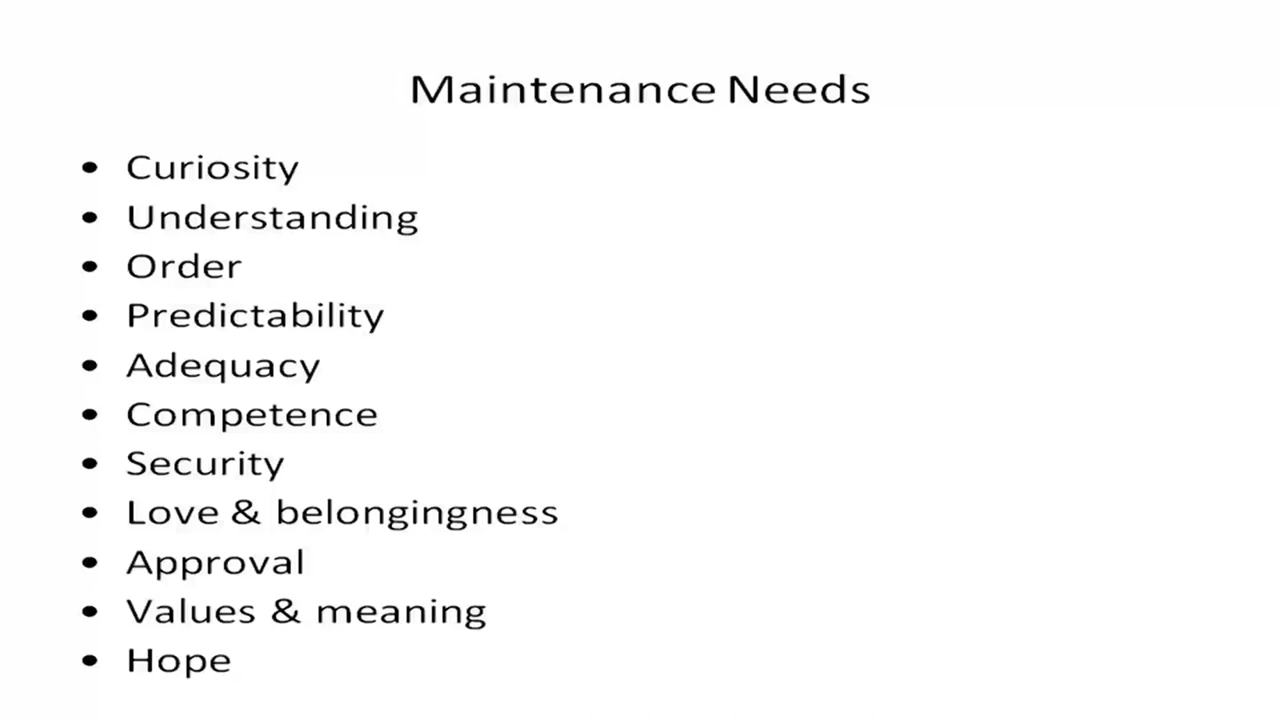 Maintenance Needs
• Curiosity
• Understanding
• Order
• Predictability
• Adequacy
• Competence
• Security
• Love & belongingness
• Approval
• Values & meaning
• Hope